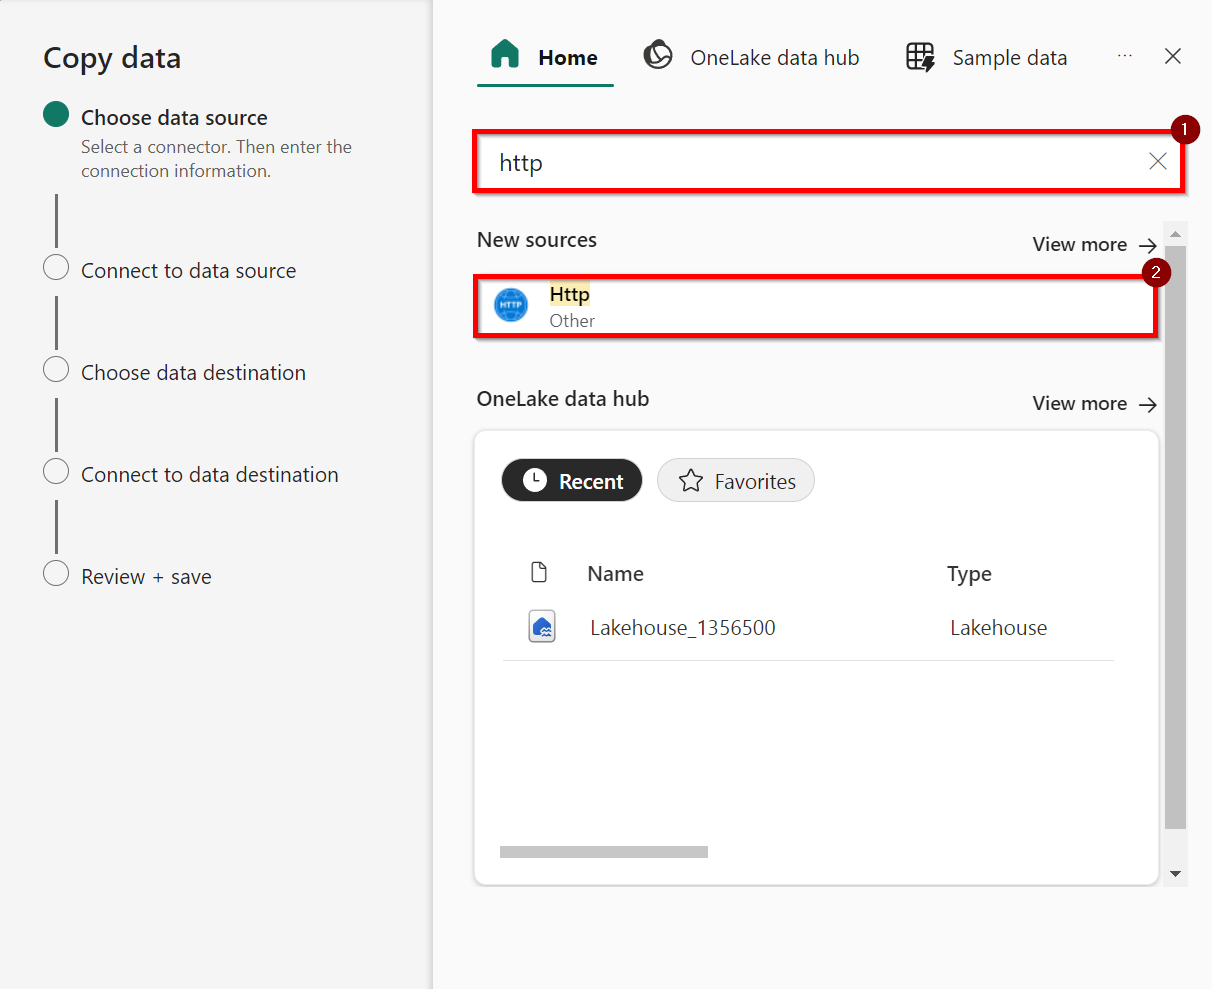 Copy data
Choose data source
Select a connector. Then enter the
connection information.
Connect to data source
Choose data destination
Connect to data destination
Review + save
Home
OneLake data hub
Sample data
...
1
http
New sources
View more
2
HTTP
Http
Other
OneLake data hub
View more
Recent
Favorites
Name
Type
Lakehouse_1356500
Lakehouse